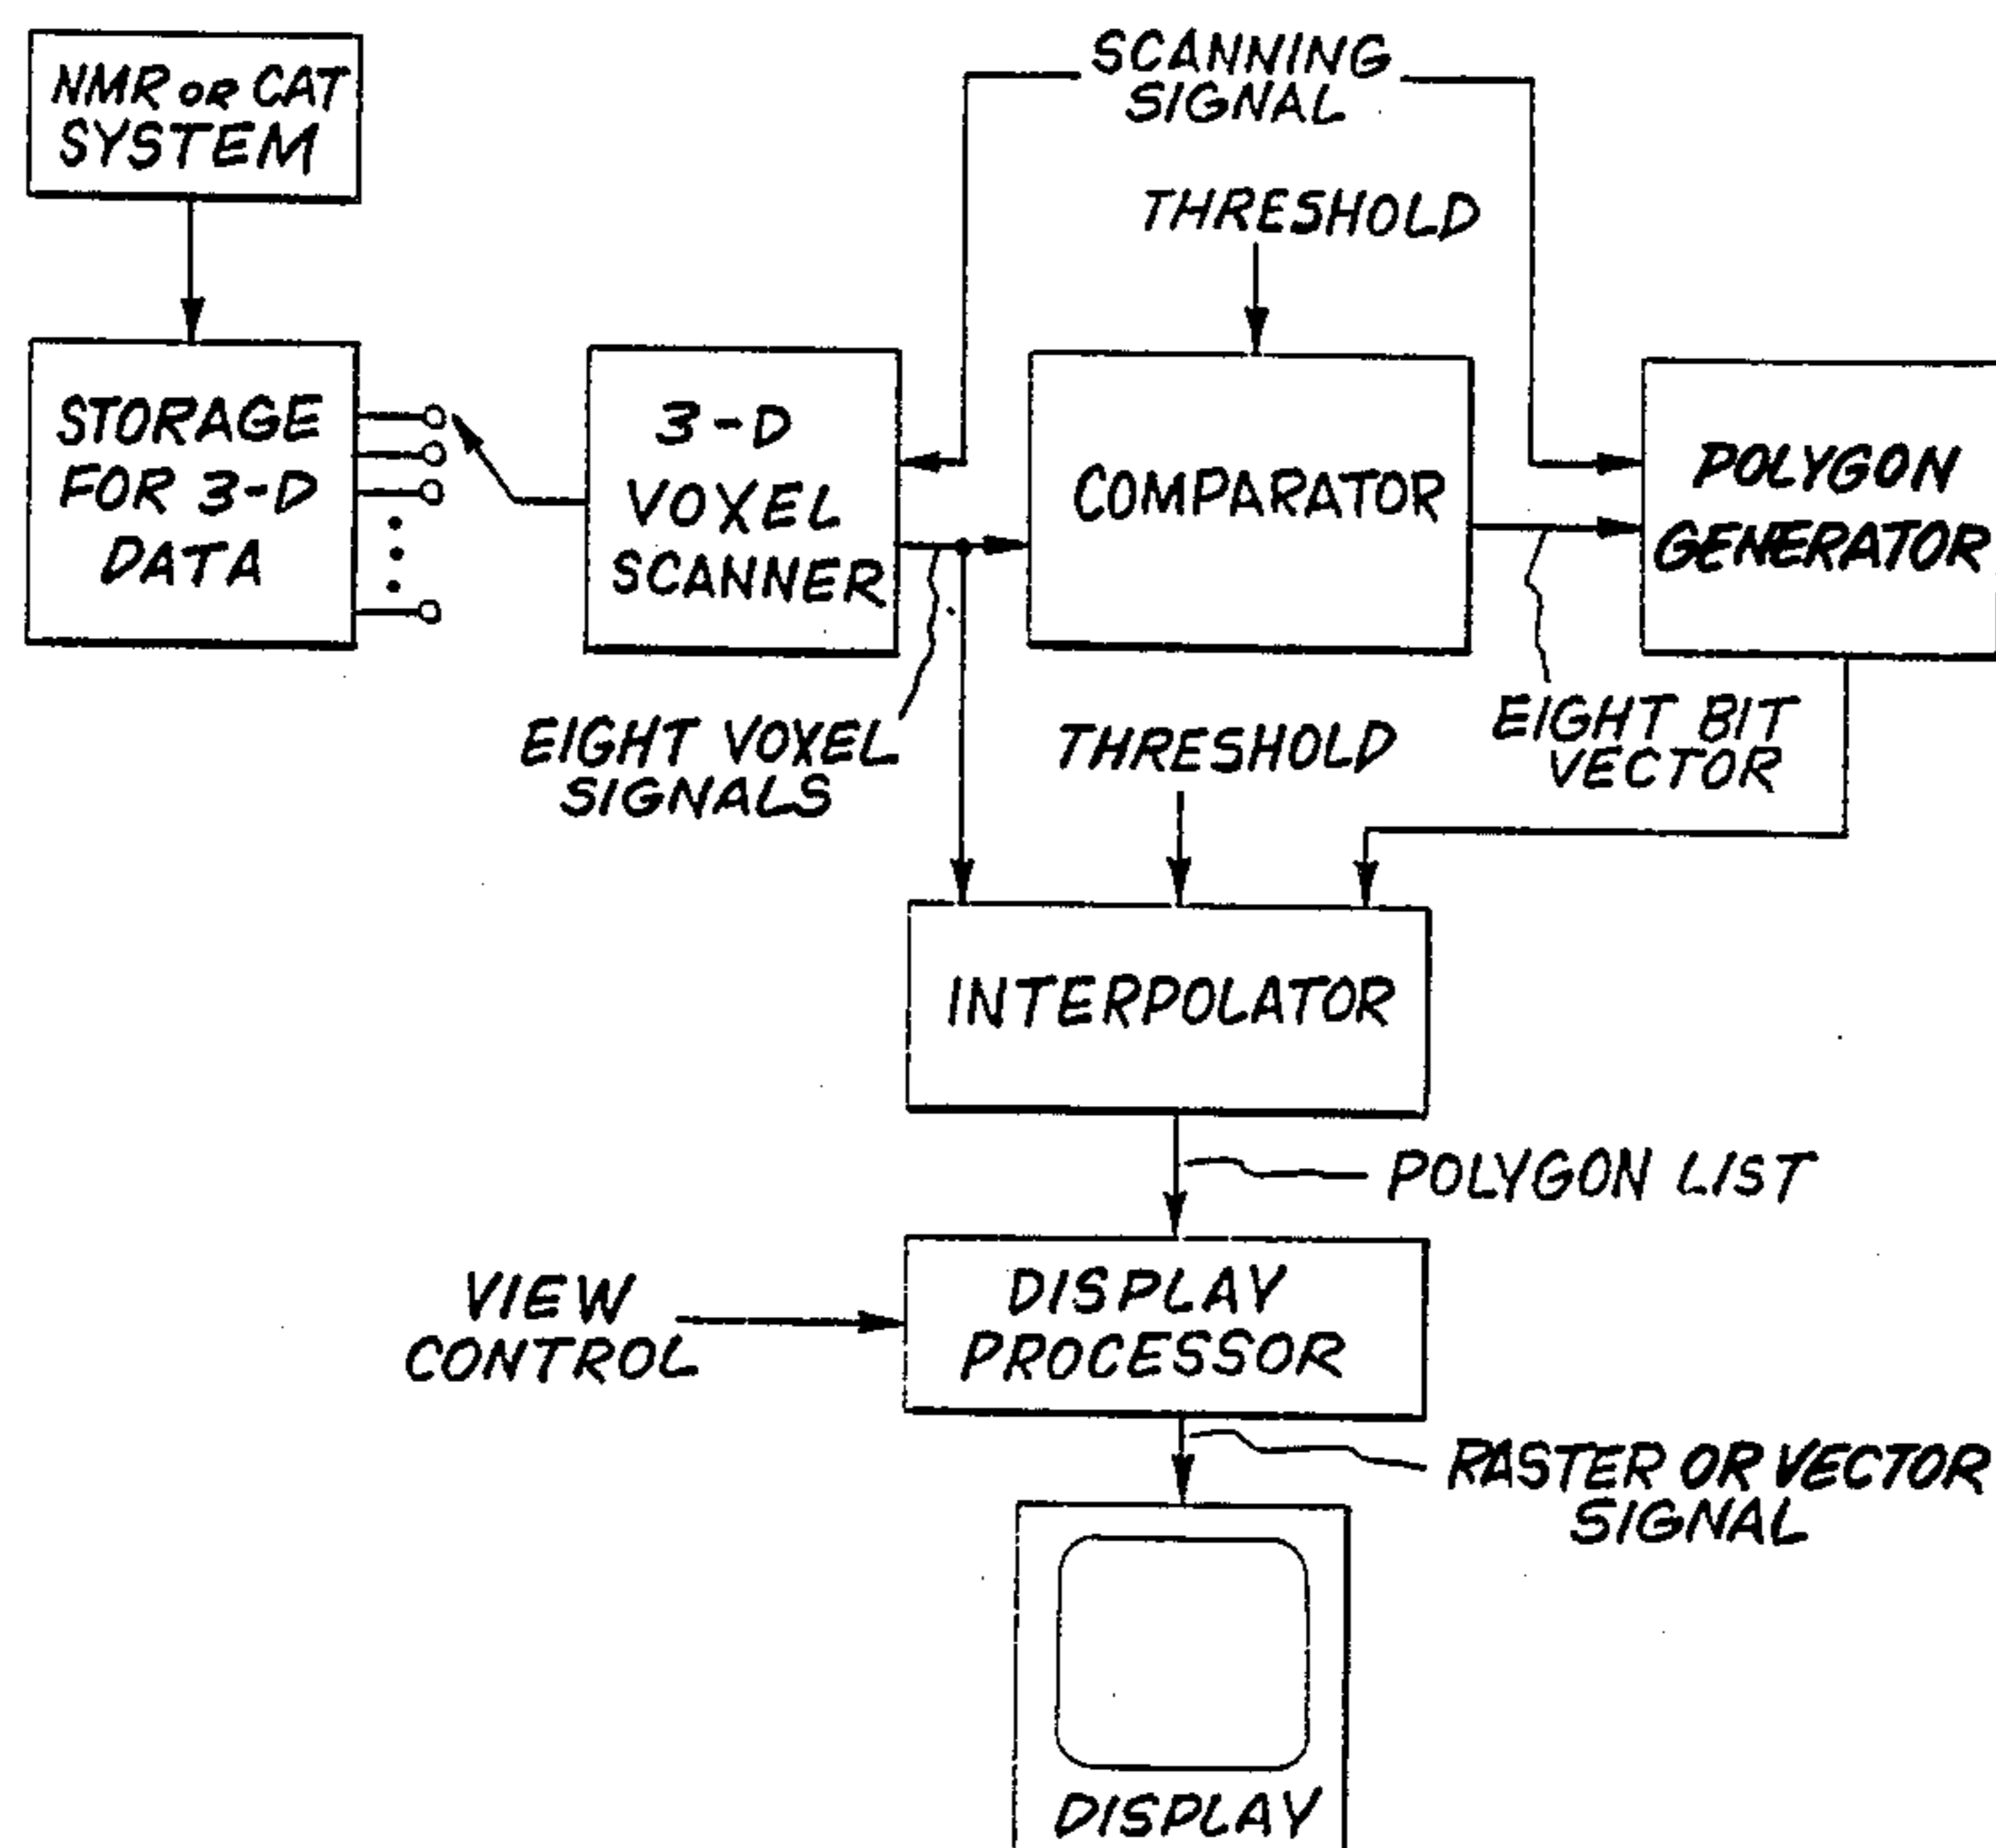 NMR OR CAT
SYSTEM
SCANNING
SIGNAL
THRESHOLD
STORAGE
FOR 3-D
DATA
3-D
VOXEL
SCANNER
COMPARATOR
POLYGON
GENERATOR
EIGHT VOXEL
SIGNALS
THRESHOLD
EIGHT BIT
VECTOR
INTERPOLATOR
POLYGON LIST
VIEW
CONTROL
DISPLAY
PROCESSOR
RASTER OR VECTOR
SIGNAL
DISPLAY